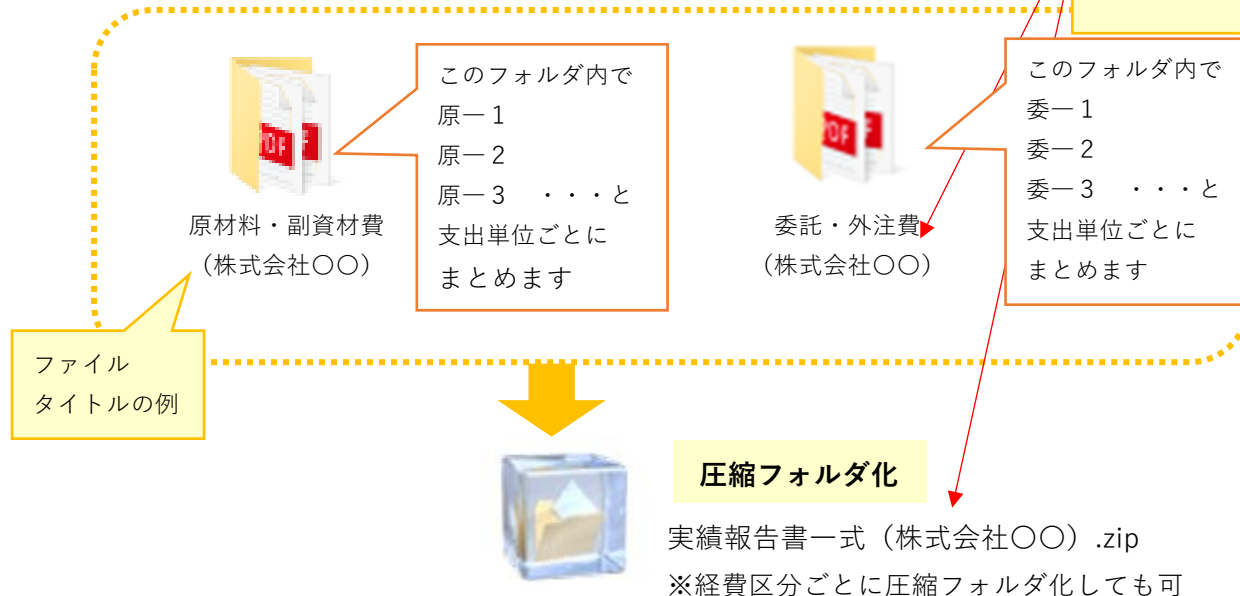 このフォルダ内で
原―1
原―2
原―3 ・・・と
支出単位ごとに
まとめます
原材料・副資材費
（株式会社〇〇）
このフォルダ内で
委―1
委―2
委―3 ・・・と
支出単位ごとに
まとめます
委託・外注費
（株式会社〇〇）
ファイル
タイトルの例
圧縮フォルダ化
実績報告書一式（株式会社〇〇）.zip
※経費区分ごとに圧縮フォルダ化しても可